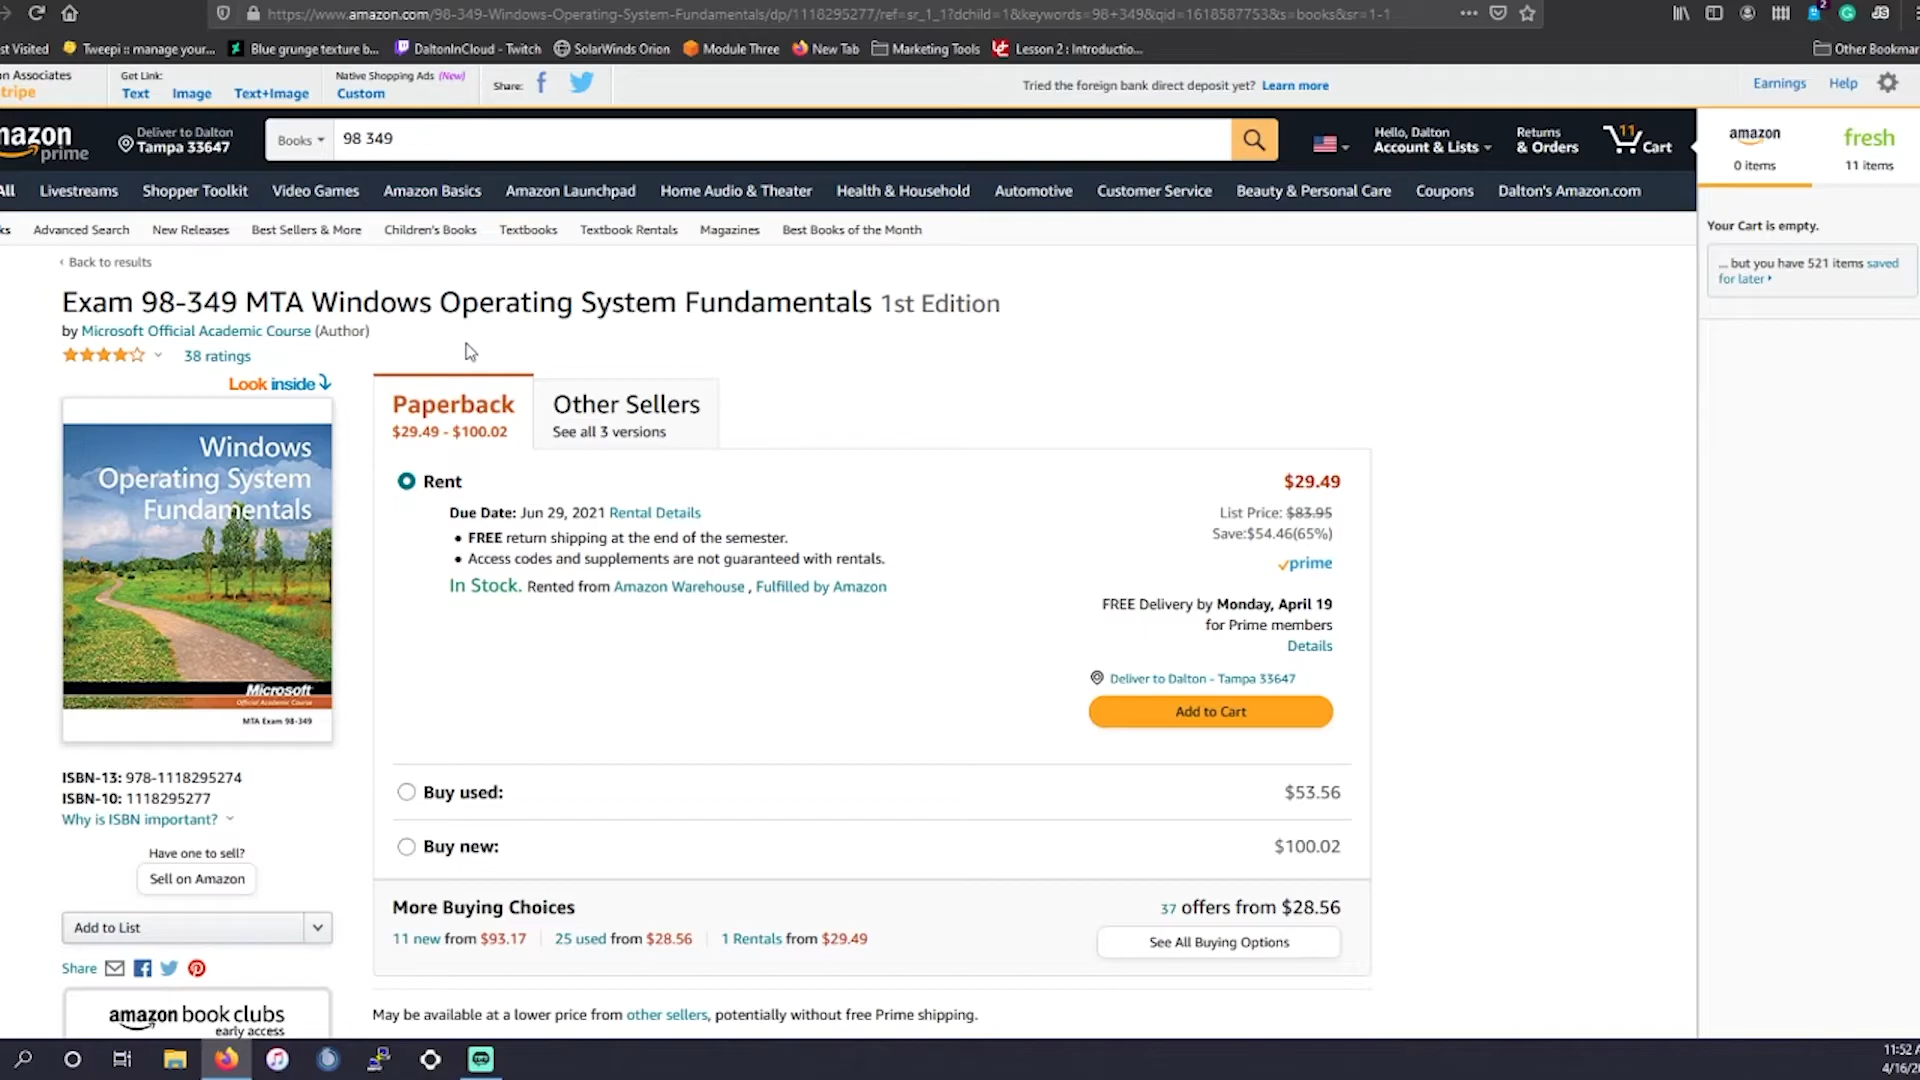 https://www.amazon.com/98-349-Windows-Operating-System-Fundamentals/dp/1118295277/ref=sr_1_1?dchild=1&keywords=98+349&qid=1618587753&s=books&sr=1-1
2
st Visited
Tweepi :: manage your...
Blue grunge texture b...
DaltonInCloud - Twitch
SolarWinds Orion
Module Three
New Tab
Marketing Tools
Lesson 2 : Introductio...
Other Bookmar
n Associates
tripe
Get Link:
Text
Image
Text+Image
Native Shopping Ads (New)
Custom
Share:
Tried the foreign bank direct deposit yet? Learn more
Earnings
Help
mazon
prime
Deliver to Dalton
Tampa 33647
Books
98 349
Hello, Dalton
Account & Lists
Returns
& Orders
11
Cart
amazon
0 items
fresh
11 items
All
Livestreams
Shopper Toolkit
Video Games
Amazon Basics
Amazon Launchpad
Home Audio & Theater
Health & Household
Automotive
Customer Service
Beauty & Personal Care
Coupons
Dalton's Amazon.com
ks
Advanced Search
New Releases
Best Sellers & More
Children's Books
Textbooks
Textbook Rentals
Magazines
Best Books of the Month
Your Cart is empty.
... but you have 521 items saved
for later
‹ Back to results
Exam 98-349 MTA Windows Operating System Fundamentals 1st Edition
by Microsoft Official Academic Course (Author)
38 ratings
Look inside
Windows
Operating System
Fundamentals
Microsoft
Official Academic Course
MTA Exam 98-349
Paperback
$29.49 - $100.02
Other Sellers
See all 3 versions
Rent
$29.49
Due Date: Jun 29, 2021 Rental Details
List Price: $83.95
Save:$54.46(65%)
• FREE return shipping at the end of the semester.
• Access codes and supplements are not guaranteed with rentals.
prime
In Stock. Rented from Amazon Warehouse , Fulfilled by Amazon
FREE Delivery by Monday, April 19
for Prime members
Details
Deliver to Dalton - Tampa 33647
Add to Cart
Buy used:
$53.56
Buy new:
$100.02
More Buying Choices
37 offers from $28.56
11 new from $93.17
25 used from $28.56
1 Rentals from $29.49
See All Buying Options
May be available at a lower price from other sellers, potentially without free Prime shipping.
ISBN-13: 978-1118295274
ISBN-10: 1118295277
Why is ISBN important?
Have one to sell?
Sell on Amazon
Add to List
Share
amazon book clubs
early access
11:52 A
4/16/2